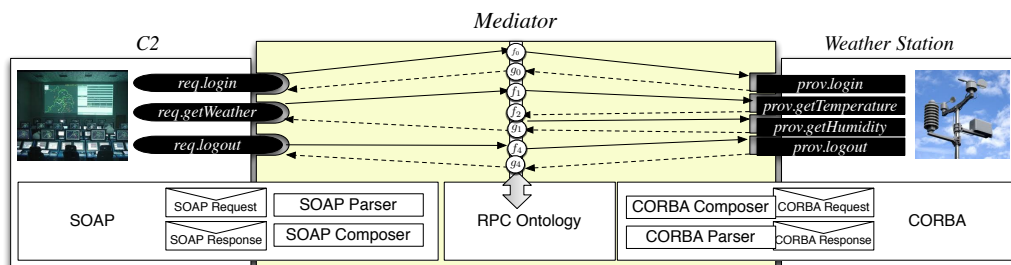 Mediator
C2
Weather Station
f0
req.login
g0
prov.login
f1
req.getWeather
prov.getTemperature
f2
g1
prov.getHumidity
req.logout
f4
prov.logout
g4
SOAP
SOAP Request
SOAP Parser
SOAP Response
SOAP Composer
RPC Ontology
CORBA Composer
CORBA Request
CORBA Parser
CORBA Response
CORBA